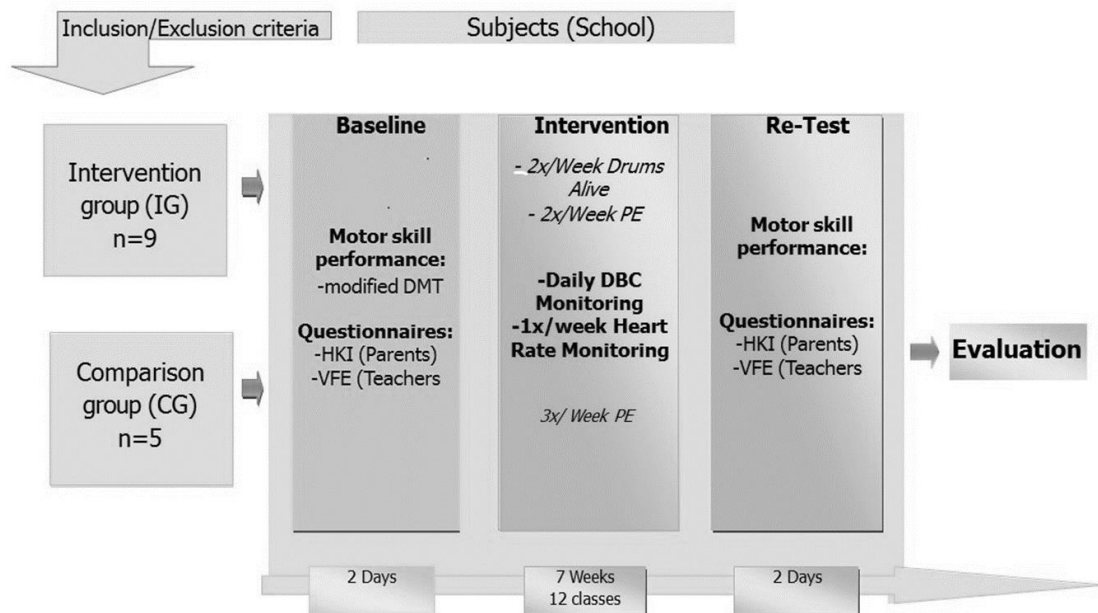 Inclusion/Exclusion criteria
Subjects (School)
Intervention
group (IG)
n=9
Comparison
group (CG)
n=5
Baseline
Motor skill
performance:
-modified DMT
Questionnaires:
-HKI (Parents)
-VFE (Teachers
Intervention
- 2x/Week Drums
Alive
- 2x/Week PE
-Daily DBC
Monitoring
-1x/week Heart
Rate Monitoring
3x/ Week PE
Re-Test
Motor skill
performance:
Questionnaires:
-HKI (Parents)
-VFE (Teachers
Evaluation
2 Days
7 Weeks
12 classes
2 Days